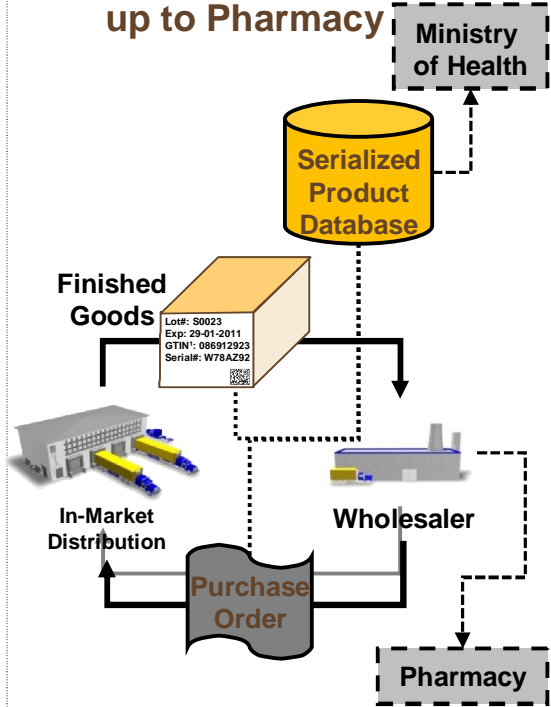 up to Pharmacy
Ministry
of Health
Serialized
Product
Database
Finished
Goods
Lot#: S0023
Exp: 29-01-2011
GTIN¹: 086912923
Serial#: W78AZ92
In-Market
Distribution
Wholesaler
Purchase
Order
Pharmacy